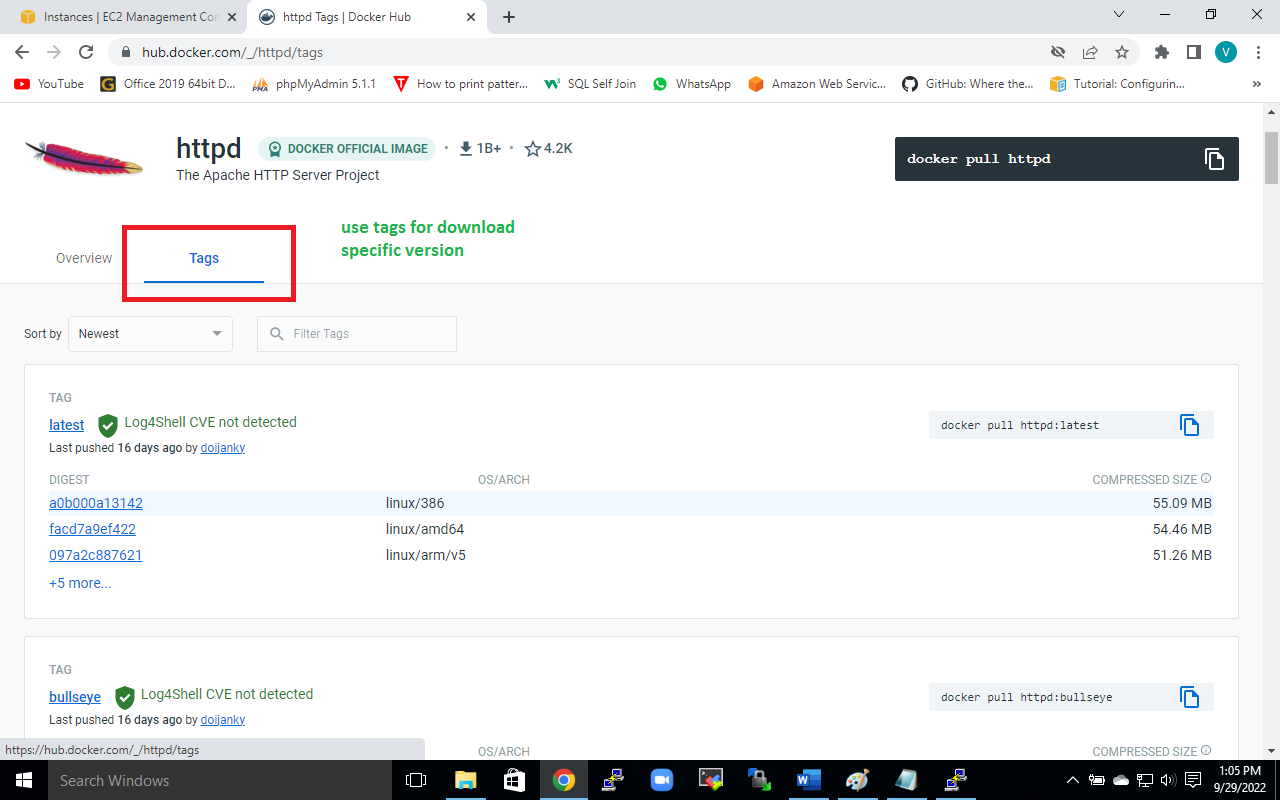 Instances | EC2 Management Con
httpd Tags | Docker Hub
hub.docker.com/_/httpd/tags
V
YouTube
Office 2019 64bit D...
phpMyAdmin 5.1.1
How to print patter...
SQL Self Join
WhatsApp
Amazon Web Servic...
GitHub: Where the...
Tutorial: Configurin...
»
httpd
DOCKER OFFICIAL IMAGE
· 1B+ · 4.2K
The Apache HTTP Server Project
docker pull httpd
use tags for download
specific version
Overview
Tags
Sort by
Newest
Filter Tags
TAG
latest
Log4Shell CVE not detected
docker pull httpd:latest
Last pushed 16 days ago by doijanky
DIGEST OS/ARCH COMPRESSED SIZE
a0b000a13142 linux/386 55.09 MB
facd7a9ef422 linux/amd64 54.46 MB
097a2c887621 linux/arm/v5 51.26 MB
+5 more...
TAG
bullseye
Log4Shell CVE not detected
docker pull httpd:bullseye
Last pushed 16 days ago by doijanky
https://hub.docker.com/_/httpd/tags
OS/ARCH COMPRESSED SIZE
Search Windows
1:05 PM
9/29/2022